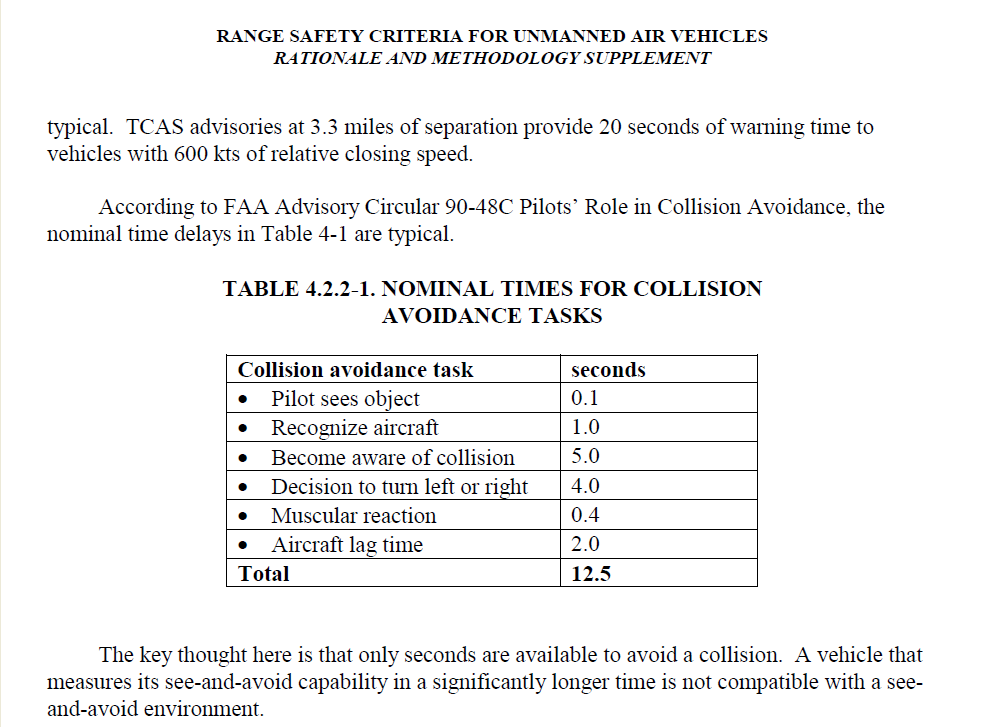 RANGE SAFETY CRITERIA FOR UNMANNED AIR VEHICLES
RATIONALE AND METHODOLOGY SUPPLEMENT
typical. TCAS advisories at 3.3 miles of separation provide 20 seconds of warning time to
vehicles with 600 kts of relative closing speed.
According to FAA Advisory Circular 90-48C Pilots’ Role in Collision Avoidance, the
nominal time delays in Table 4-1 are typical.
TABLE 4.2.2-1. NOMINAL TIMES FOR COLLISION
AVOIDANCE TASKS
Collision avoidance task seconds
• Pilot sees object 0.1
• Recognize aircraft 1.0
• Become aware of collision 5.0
• Decision to turn left or right 4.0
• Muscular reaction 0.4
• Aircraft lag time 2.0
Total 12.5
The key thought here is that only seconds are available to avoid a collision. A vehicle that
measures its see-and-avoid capability in a significantly longer time is not compatible with a see-
and-avoid environment.